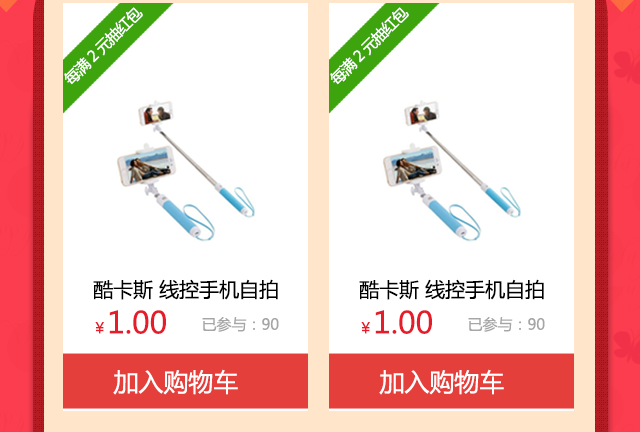 每满 2 元抽红包
酷卡斯 线控手机自拍
¥1.00 已参与：90
加入购物车
每满 2 元抽红包
酷卡斯 线控手机自拍
¥1.00 已参与：90
加入购物车